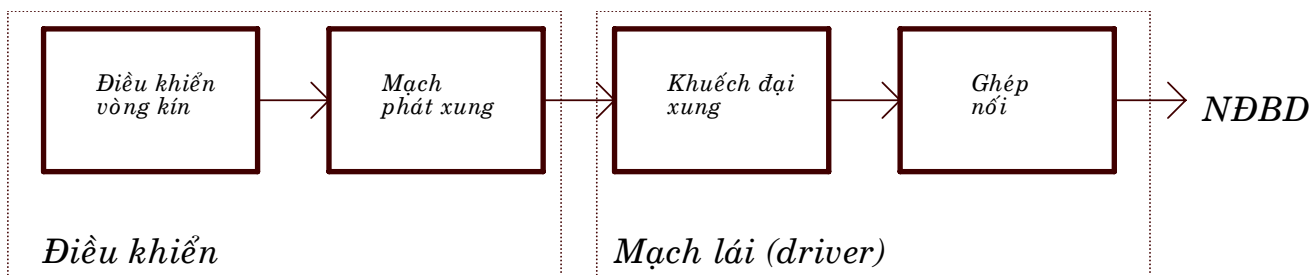 Điều khiển
vòng kín
Mạch
phát xung
Khuếch đại
xung
Ghép
nối
NĐBD
Điều khiển
Mạch lái (driver)